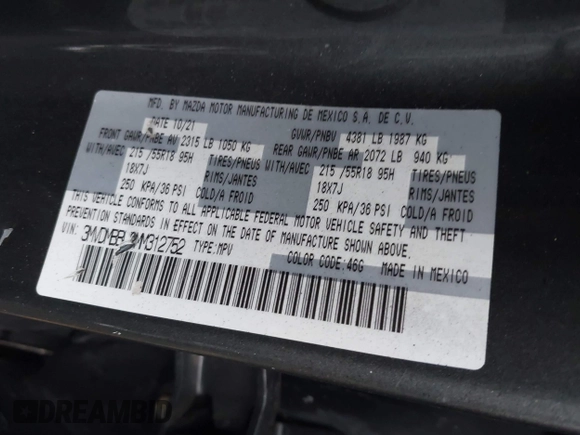 MFD. BY MAZDA MOTOR MANUFACTURING DE MEXICO S.A. DE C.V.
DATE 10/21 GVWR/PNBV 4381 LB 1987 KG
FRONT GAWR/PNBE AV 2315 LB 1050 KG REAR GAWR/PNBE AR 2072 LB 940 KG
WITH/AVEC 215 /55R18 95H TIRES/PNEUS WITH/AVEC 215 /55R18 95H TIRES/PNEUS
18X7J RIMS/JANTES 18X7J RIMS/JANTES
250 KPA/36 PSI COLD/A FROID 250 KPA/36 PSI COLD/A FROID
THIS VEHICLE CONFORMS TO ALL APPLICABLE FEDERAL MOTOR VEHICLE SAFETY AND THEFT
PREVENTION STANDARDS IN EFFECT ON THE DATE OF MANUFACTURE SHOWN ABOVE.
VIN: TYPE:MPV COLOR CODE:46G MADE IN MEXICO
DREAMBID